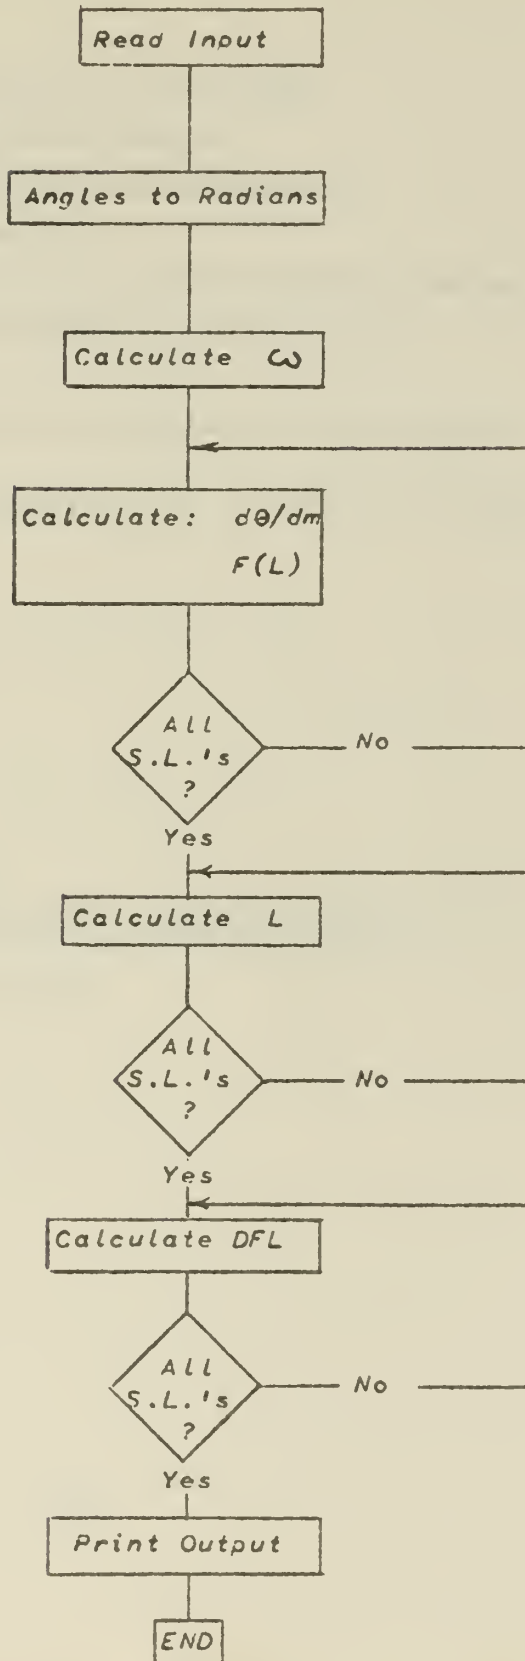 Read Input
Angles to Radians
Calculate ω
Calculate: dθ/dm
F(L)
All
S.L.'s
?
No
Yes
Calculate L
All
S.L.'s
?
No
Yes
Calculate DFL
All
S.L.'s
?
No
Yes
Print Output
END